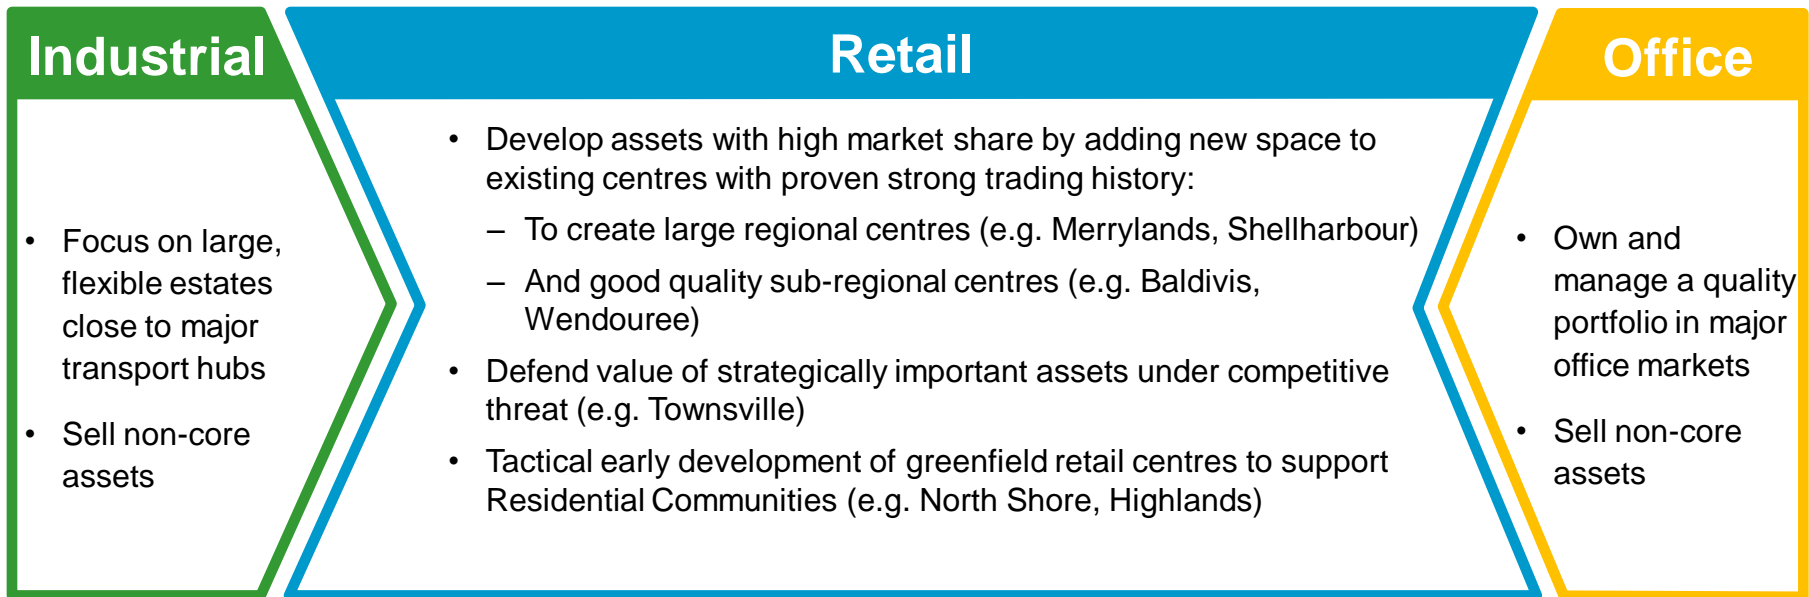 Industrial
• Focus on large,
flexible estates
close to major
transport hubs
• Sell non-core
assets
Retail
• Develop assets with high market share by adding new space to
existing centres with proven strong trading history:
– To create large regional centres (e.g. Merrylands, Shellharbour)
– And good quality sub-regional centres (e.g. Baldivis,
Wendouree)
• Defend value of strategically important assets under competitive
threat (e.g. Townsville)
• Tactical early development of greenfield retail centres to support
Residential Communities (e.g. North Shore, Highlands)
Office
• Own and
manage a quality
portfolio in major
office markets
• Sell non-core
assets